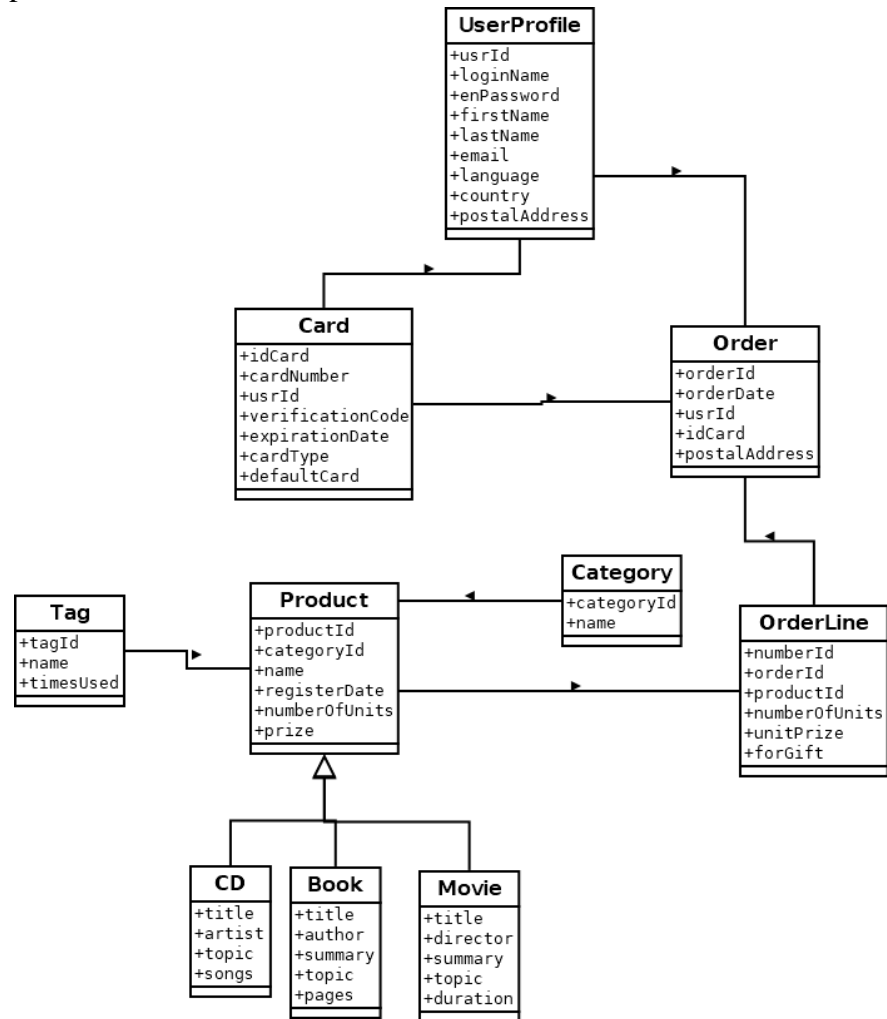 UserProfile
+usrId
+loginName
+enPassword
+firstName
+lastName
+email
+language
+country
+postalAddress
Card
+idCard
+cardNumber
+usrId
+verificationCode
+expirationDate
+cardType
+defaultCard
Order
+orderId
+orderDate
+usrId
+idCard
+postalAddress
Tag
+tagId
+name
+timesUsed
Product
+productId
+categoryId
+name
+registerDate
+numberOfUnits
+prize
Category
+categoryId
+name
OrderLine
+numberId
+orderId
+productId
+numberOfUnits
+unitPrize
+forGift
CD
+title
+artist
+topic
+songs
Book
+title
+author
+summary
+topic
+pages
Movie
+title
+director
+summary
+topic
+duration